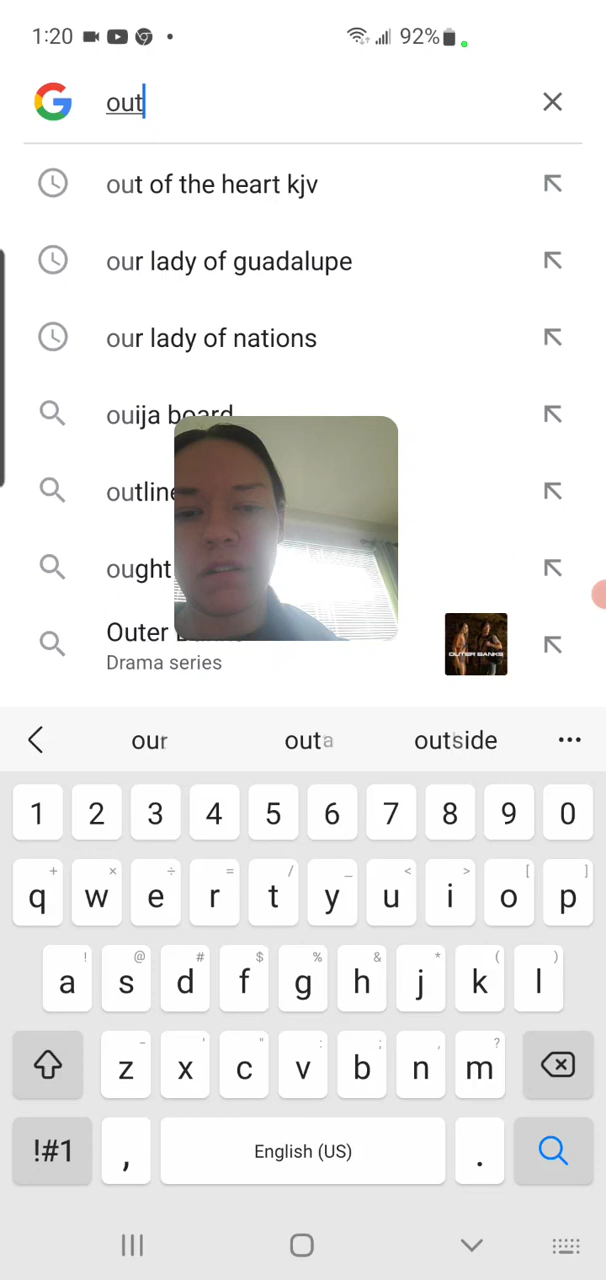 1:20 92%
out
out of the heart kjv
our lady of guadalupe
our lady of nations
ouija board
outline
ought
Outer
Drama series
OUTER BANKS
our outa outside
1 2 3 4 5 6 7 8 9 0
+ × ÷ = / _ < > [ ]
q w e r t y u i o p
! @ # $ % & * ( )
a s d f g h j k l
- ' " : ; , ?
z x c v b n m
!#1 , English (US) .